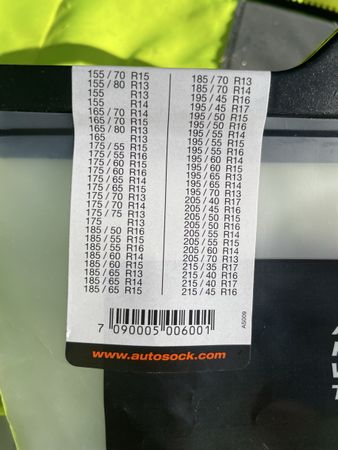 155 / 70 R15
155 / 80 R13
155 R13
155 R14
165 / 70 R14
165 / 70 R15
165 / 80 R13
165 R13
165 R14
175 / 55 R15
175 / 55 R16
175 / 60 R15
175 / 60 R16
175 / 65 R14
175 / 65 R15
175 / 70 R13
175 / 70 R14
175 / 75 R13
175 R13
185 / 50 R16
185 / 55 R15
185 / 55 R16
185 / 60 R14
185 / 60 R15
185 / 65 R13
185 / 65 R14
185 / 65 R15
185 / 70 R13
185 / 70 R14
195 / 45 R16
195 / 45 R17
195 / 50 R15
195 / 50 R16
195 / 55 R14
195 / 55 R15
195 / 55 R16
195 / 60 R14
195 / 60 R15
195 / 65 R14
195 / 65 R15
195 / 70 R14
205 / 40 R17
205 / 45 R16
205 / 50 R15
205 / 50 R16
205 / 55 R14
205 / 55 R15
205 / 60 R14
205 / 70 R13
215 / 35 R17
215 / 40 R16
215 / 40 R17
215 / 45 R16
7 090005 006001
AS009
www.autosock.com